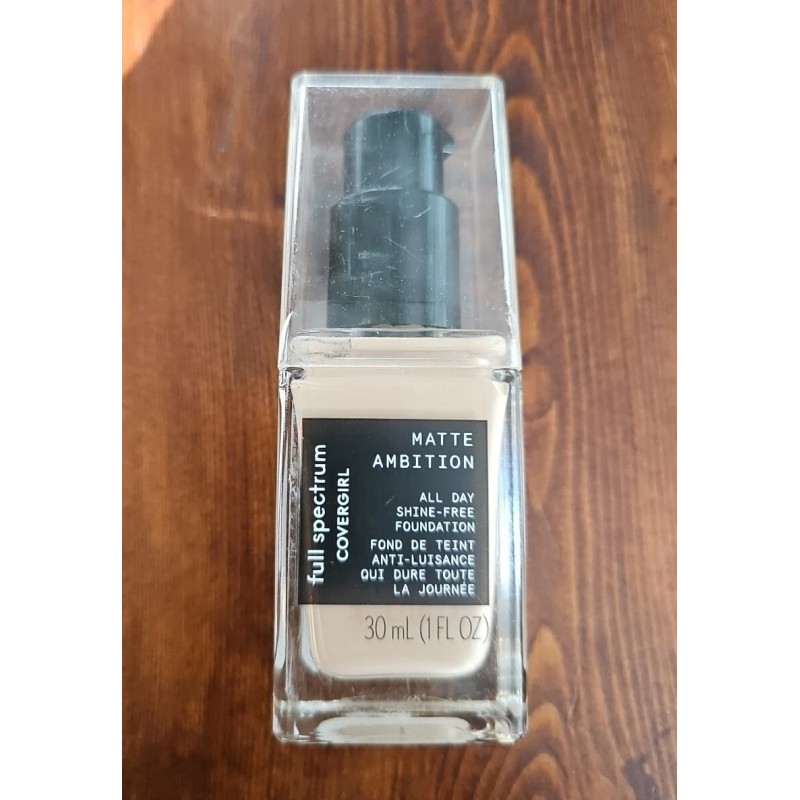 full spectrum
COVERGIRL
MATTE
AMBITION
ALL DAY
SHINE-FREE
FOUNDATION
FOND DE TEINT
ANTI-LUISANCE
QUI DURE TOUTE
LA JOURNÉE
30 mL (1 FL OZ)